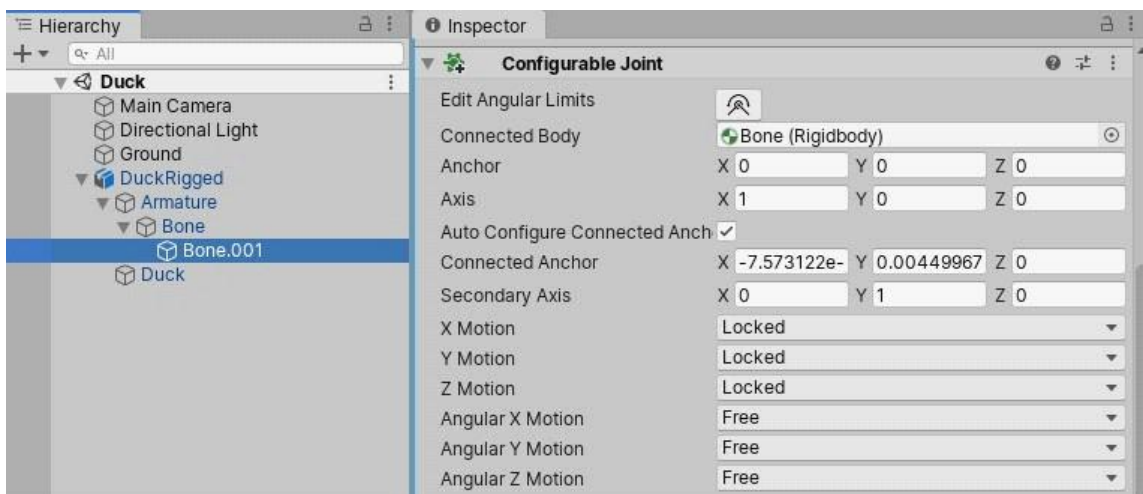 Hierarchy
All
Duck
Main Camera
Directional Light
Ground
DuckRigged
Armature
Bone
Bone.001
Duck
Inspector
Configurable Joint
Edit Angular Limits
Connected Body Bone (Rigidbody)
Anchor X 0 Y 0 Z 0
Axis X 1 Y 0 Z 0
Auto Configure Connected Anch
Connected Anchor X -7.573122e- Y 0.00449967 Z 0
Secondary Axis X 0 Y 1 Z 0
X Motion Locked
Y Motion Locked
Z Motion Locked
Angular X Motion Free
Angular Y Motion Free
Angular Z Motion Free